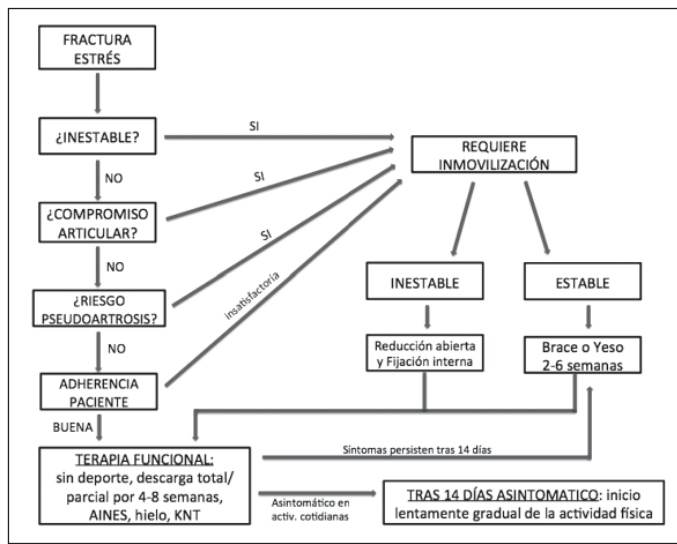 FRACTURA
ESTRÉS
¿INESTABLE?
SI
REQUIERE
INMOVILIZACIÓN
NO
SI
¿COMPROMISO
ARTICULAR?
SI
NO
insatisfactoria
INESTABLE
ESTABLE
¿RIESGO
PSEUDOARTROSIS?
NO
Reducción abierta
y Fijación interna
Brace o Yeso
2-6 semanas
ADHERENCIA
PACIENTE
BUENA
TERAPIA FUNCIONAL:
sin deporte, descarga total/
parcial por 4-8 semanas,
AINES, hielo, KNT
Síntomas persisten tras 14 días
Asintomático en
activ. cotidianas
TRAS 14 DÍAS ASINTOMATICO: inicio
lentamente gradual de la actividad física